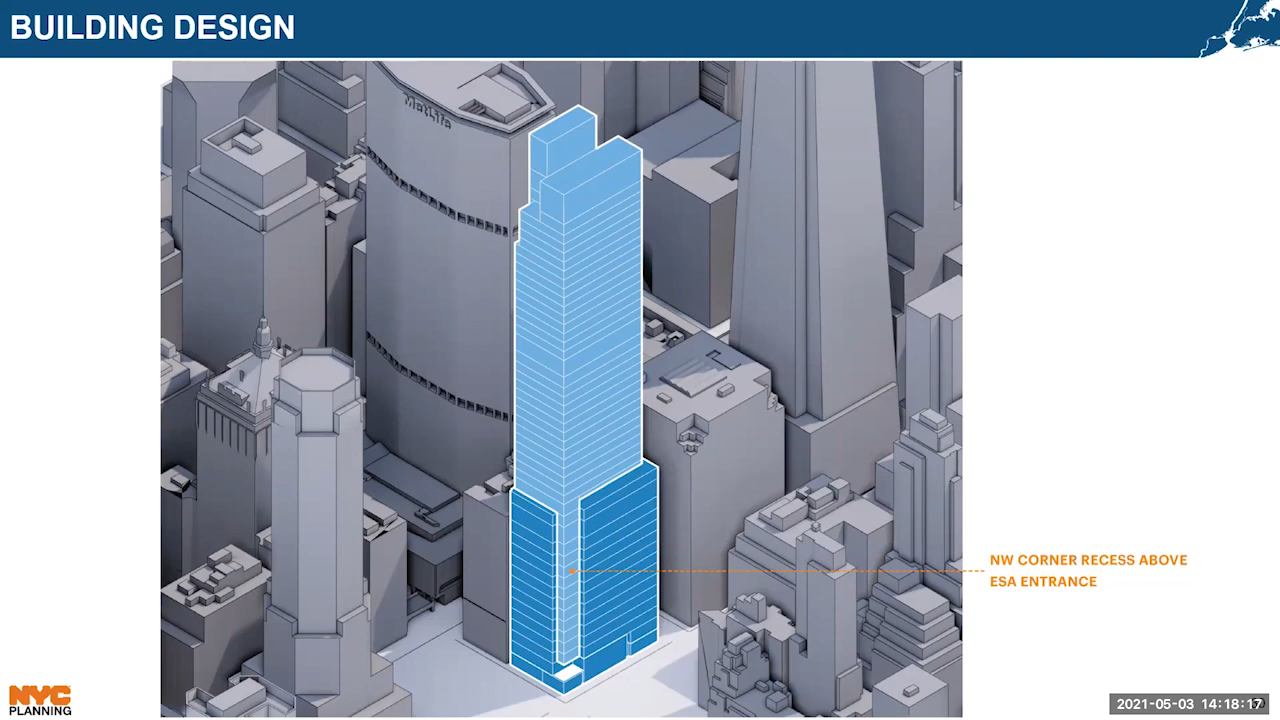 BUILDING DESIGN
MetLife
NW CORNER RECESS ABOVE
ESA ENTRANCE
NYC
PLANNING
2021-05-03 14:18:17